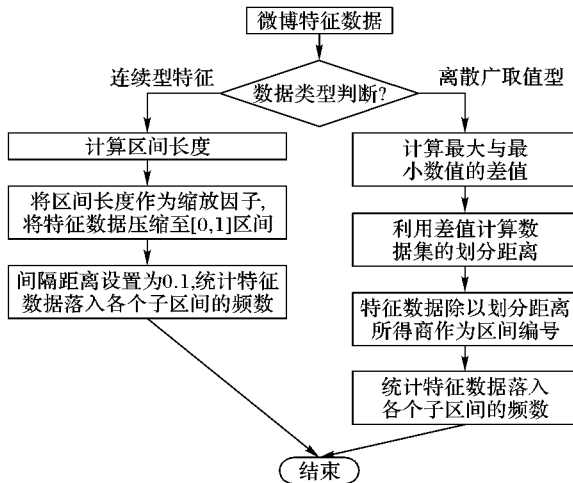 微博特征数据
连续型特征
数据类型判断?
离散广取值型
计算区间长度
将区间长度作为缩放因子,
将特征数据压缩至[0,1]区间
间隔距离设置为0.1,统计特征
数据落入各个子区间的频数
计算最大与最
小数值的差值
利用差值计算数
据集的划分距离
特征数据除以划分距离
所得商作为区间编号
统计特征数据落入
各个子区间的频数
结束